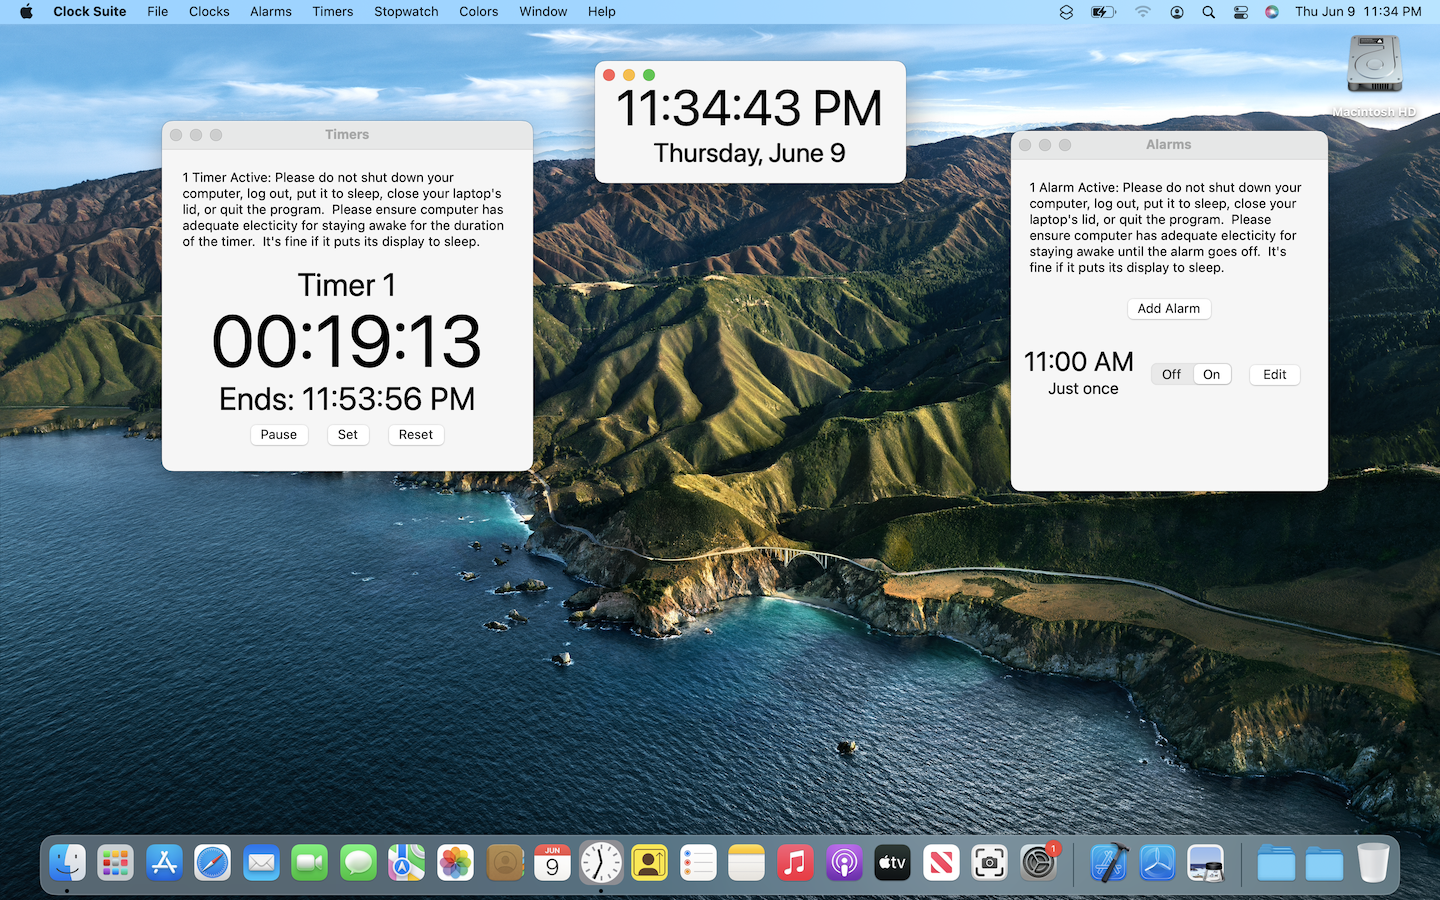 Clock Suite File Clocks Alarms Timers Stopwatch Colors Window Help Thu Jun 9 11:34 PM
Macintosh HD
11:34:43 PM
Thursday, June 9
Timers
1 Timer Active: Please do not shut down your
computer, log out, put it to sleep, close your laptop's
lid, or quit the program.  Please ensure computer has
adequate electicity for staying awake for the duration
of the timer.  It's fine if it puts its display to sleep.
Timer 1
00:19:13
Ends: 11:53:56 PM
Pause Set Reset
Alarms
1 Alarm Active: Please do not shut down your
computer, log out, put it to sleep, close your
laptop's lid, or quit the program.  Please
ensure computer has adequate electicity for
staying awake until the alarm goes off.  It's
fine if it puts its display to sleep.
Add Alarm
11:00 AM
Just once
Off On Edit
JUN
9
tv
1